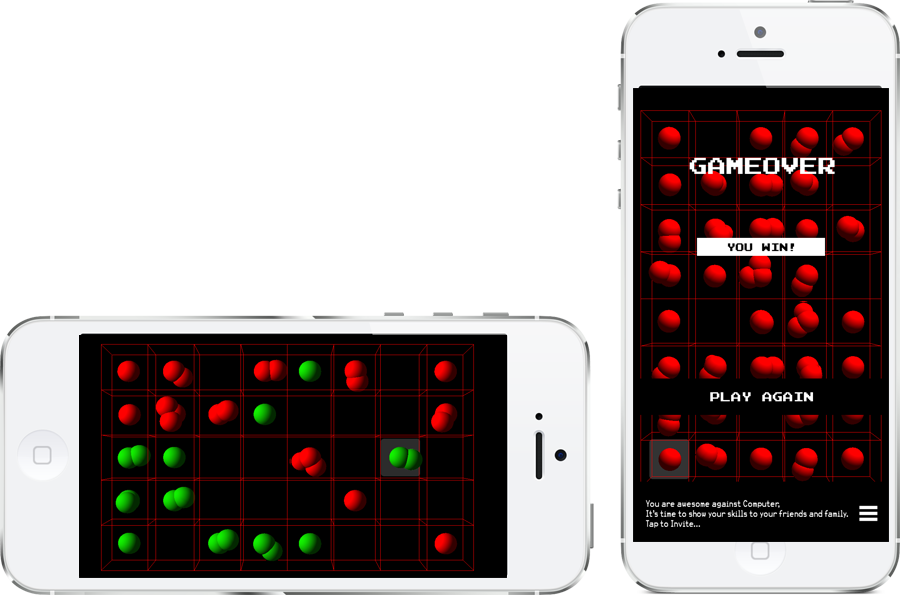 GAMEOVER
YOU WIN!
PLAY AGAIN
You are awesome against Computer,
It's time to show your skills to your friends and family.
Tap to Invite...